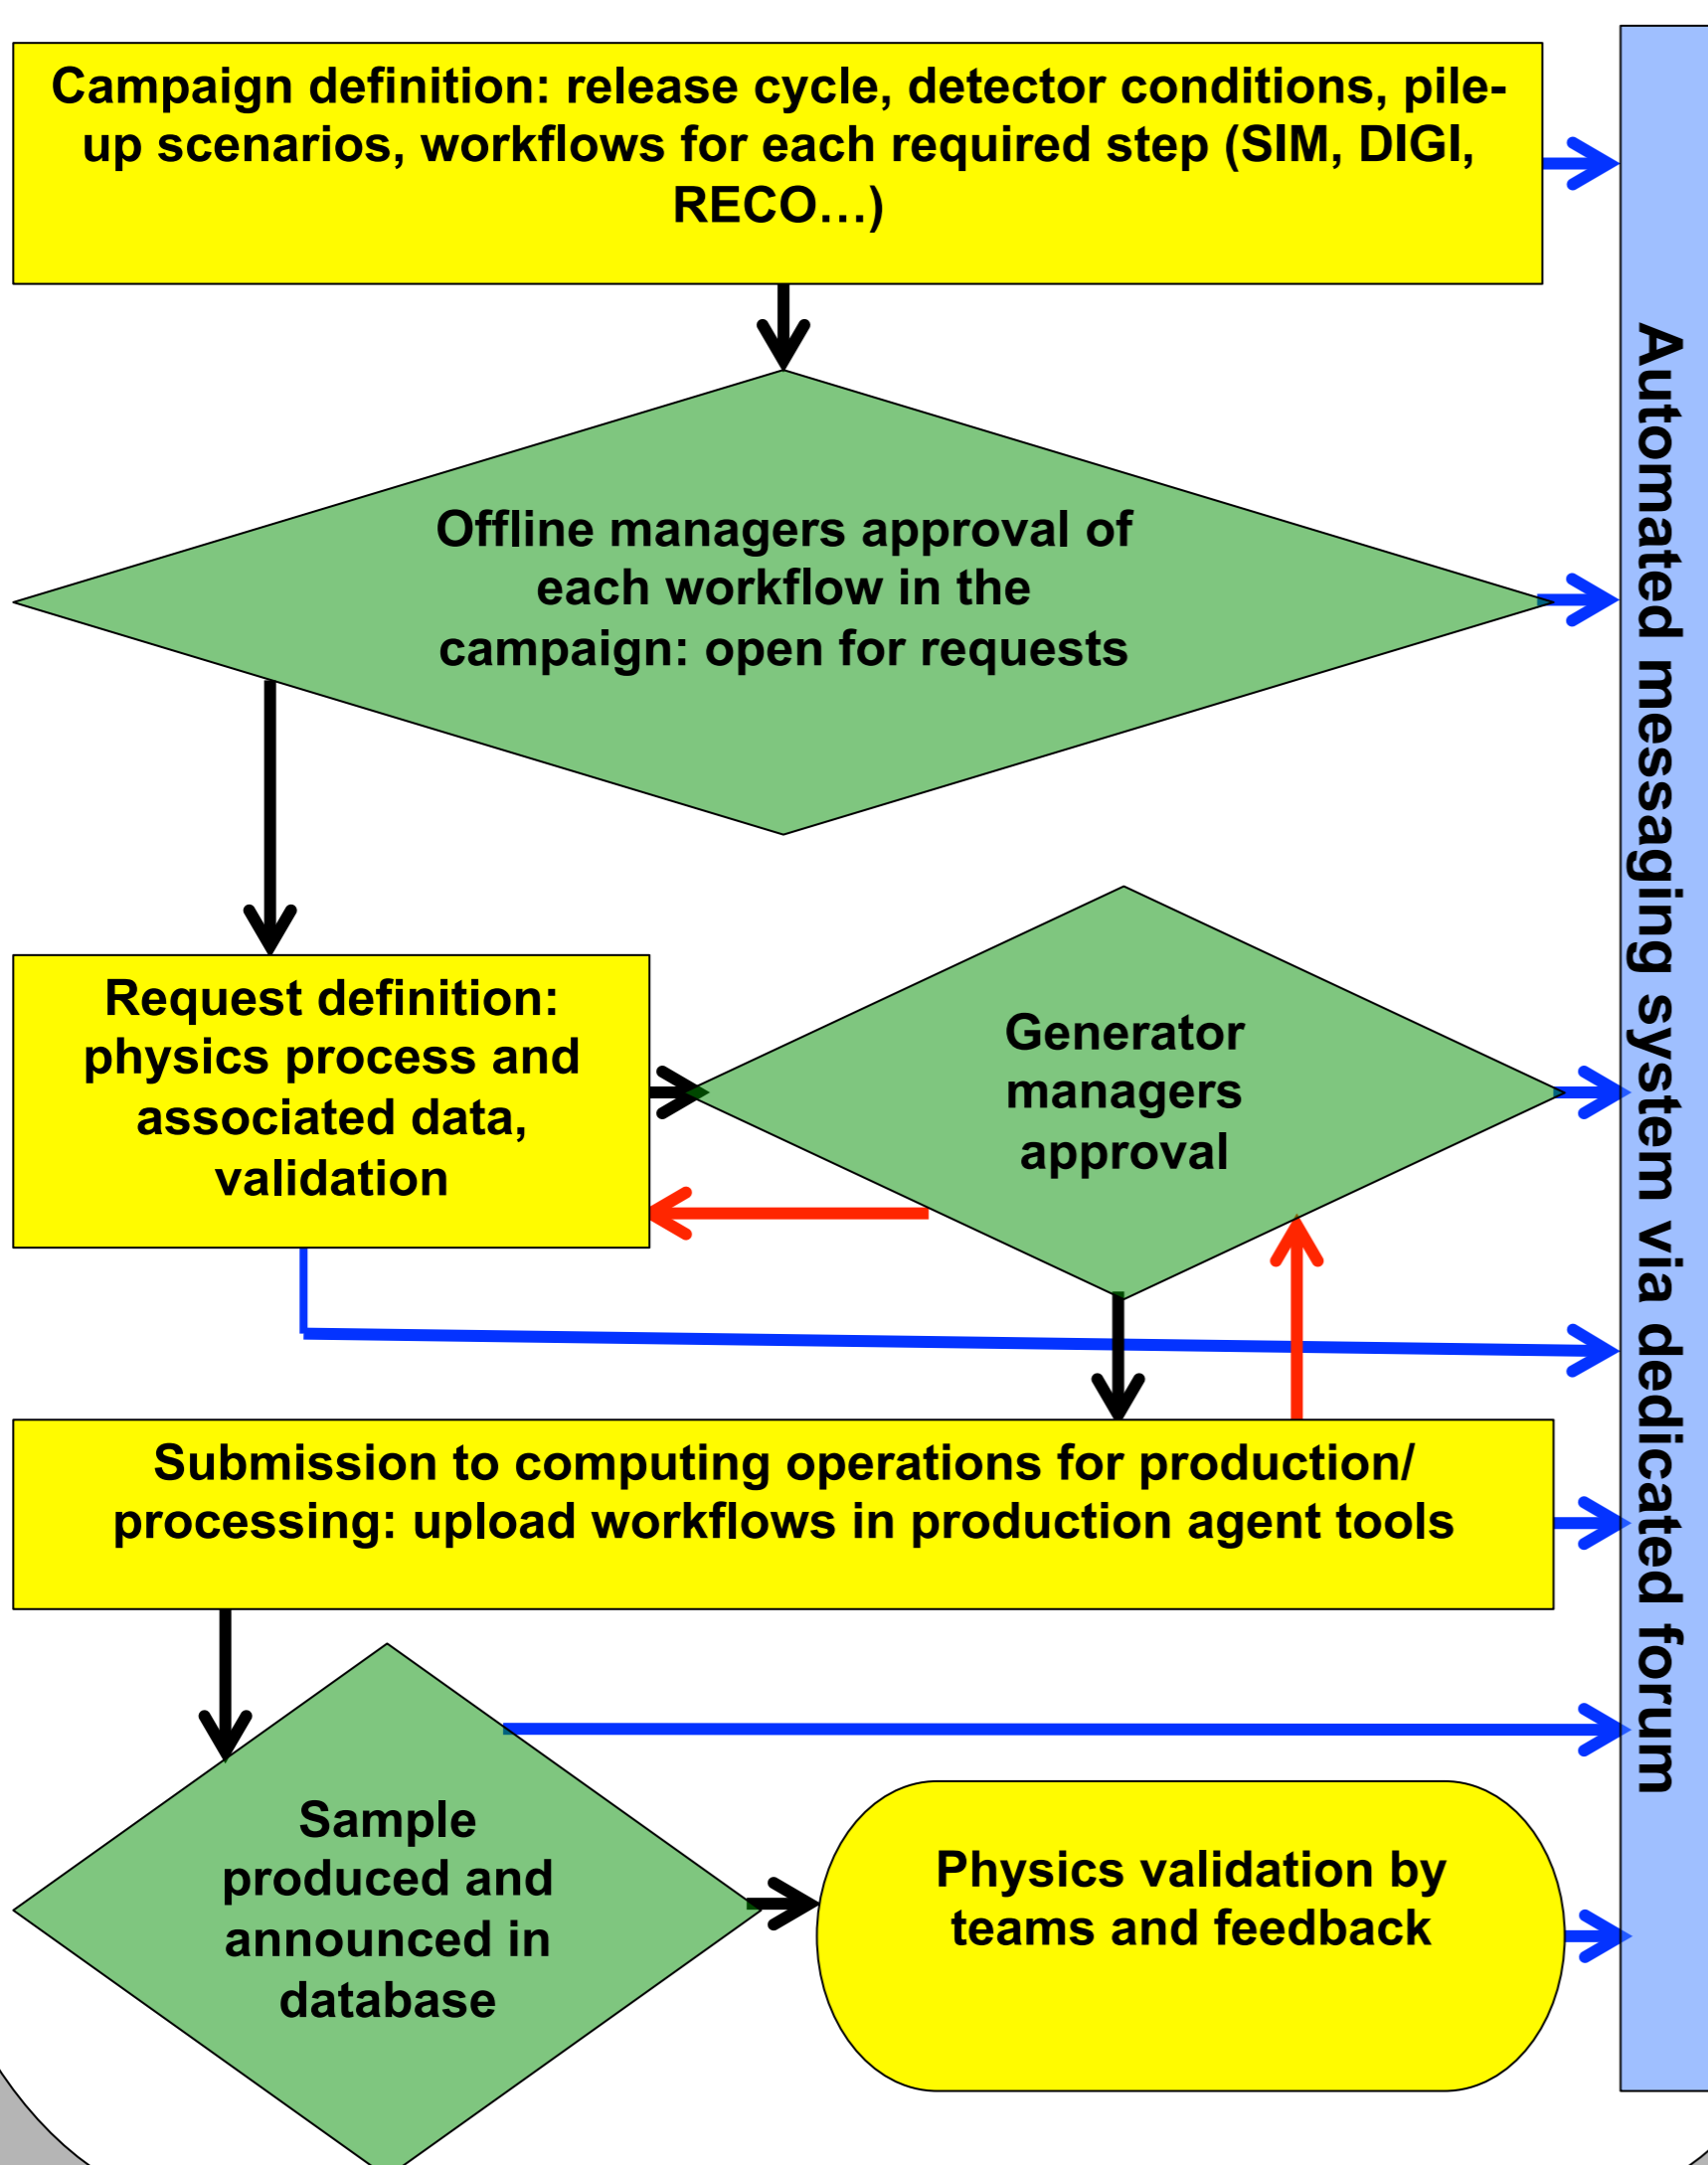 Campaign definition: release cycle, detector conditions, pile-
up scenarios, workflows for each required step (SIM, DIGI,
RECO…)
Offline managers approval of
each workflow in the
campaign: open for requests
Request definition:
physics process and
associated data,
validation
Generator
managers
approval
Submission to computing operations for production/
processing: upload workflows in production agent tools
Sample
produced and
announced in
database
Physics validation by
teams and feedback
Automated messaging system via dedicated forum